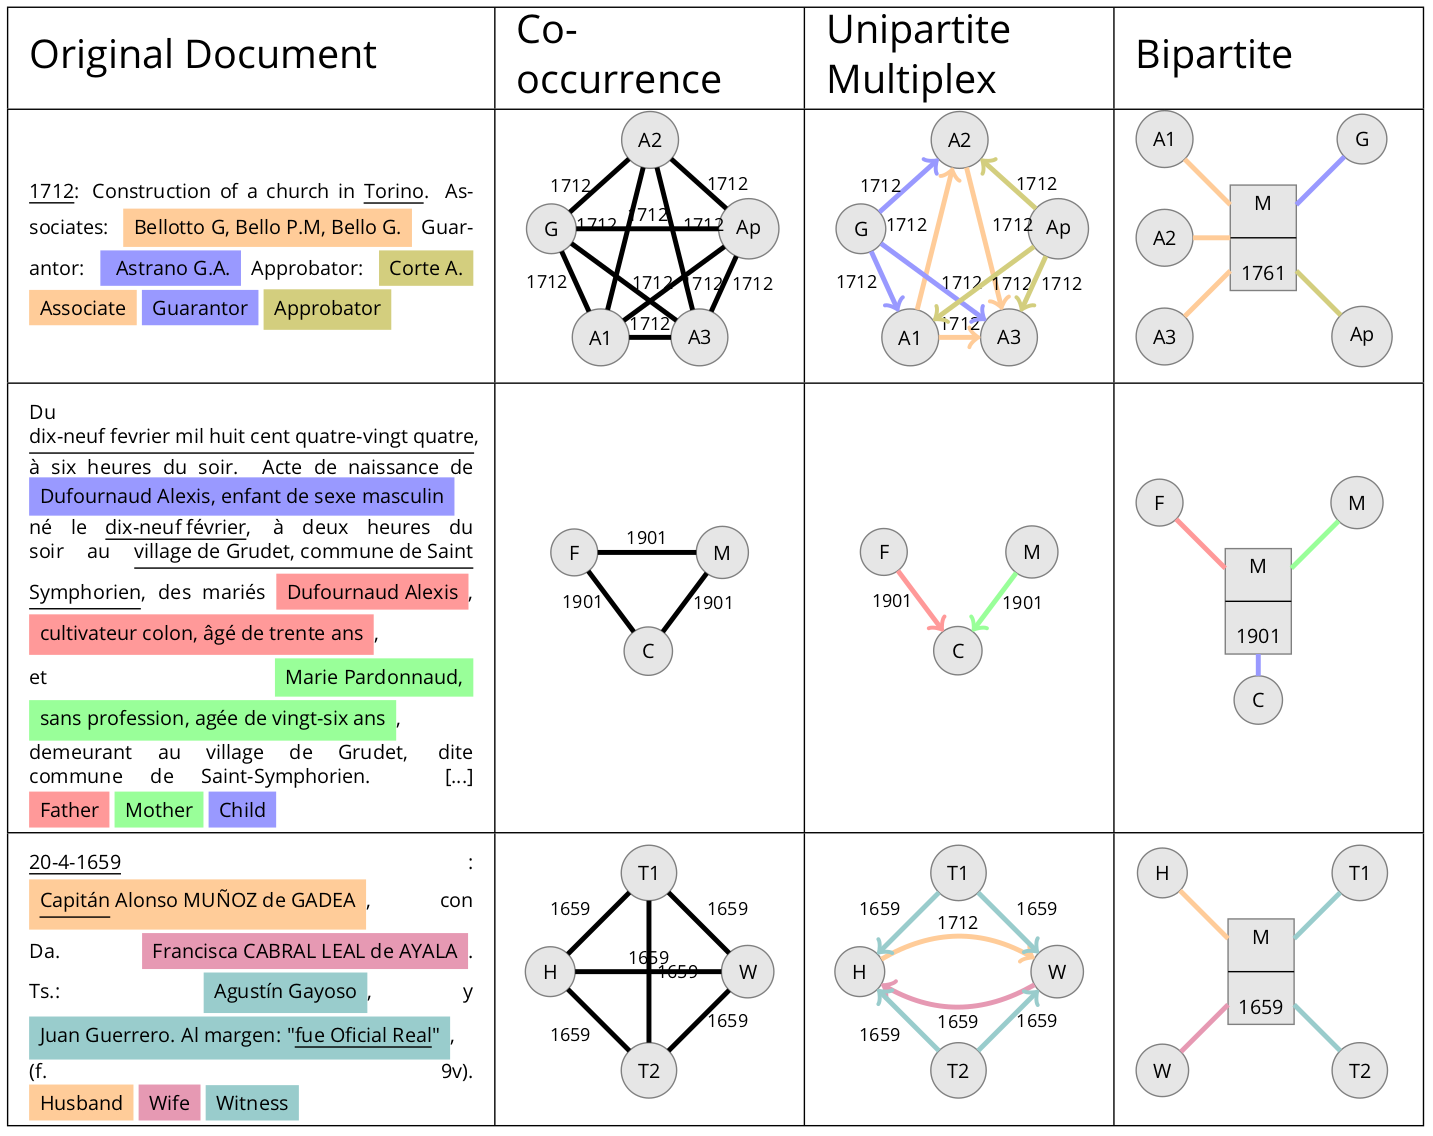 Original Document
Co-
occurrence
Unipartite
Multiplex
Bipartite
1712: Construction of a church in Torino. As-
sociates: Bellotto G, Bello P.M, Bello G. Guar-
antor: Astrano G.A. Approbator: Corte A.
Associate Guarantor Approbator
A2
1712 1712
G 1712 1712 1712 Ap
1712 1712 1712 1712
1712
A1 A3
A2
1712 1712
G 1712 1712 Ap
1712 1712 1712 1712
1712
A1 A3
A1 G
M
A2
1761
A3 Ap
Du
dix-neuf fevrier mil huit cent quatre-vingt quatre,
à six heures du soir. Acte de naissance de
Dufournaud Alexis, enfant de sexe masculin
né le dix-neuf février, à deux heures du
soir au village de Grudet, commune de Saint
Symphorien, des mariés Dufournaud Alexis ,
cultivateur colon, âgé de trente ans ,
et Marie Pardonnaud,
sans profession, agée de vingt-six ans ,
demeurant au village de Grudet, dite
commune de Saint-Symphorien. [...]
Father Mother Child
1901
F M
1901 1901
C
F M
1901 1901
C
F M
M
1901
C
20-4-1659 :
Capitán Alonso MUÑOZ de GADEA , con
Da. Francisca CABRAL LEAL de AYALA .
Ts.: Agustín Gayoso , y
Juan Guerrero. Al margen: "fue Oficial Real" ,
(f. 9v).
Husband Wife Witness
T1
1659 1659
1659
H 1659 W
1659 1659
T2
T1
1659 1659
1712
H W
1659
1659 1659
T2
H T1
M
1659
W T2